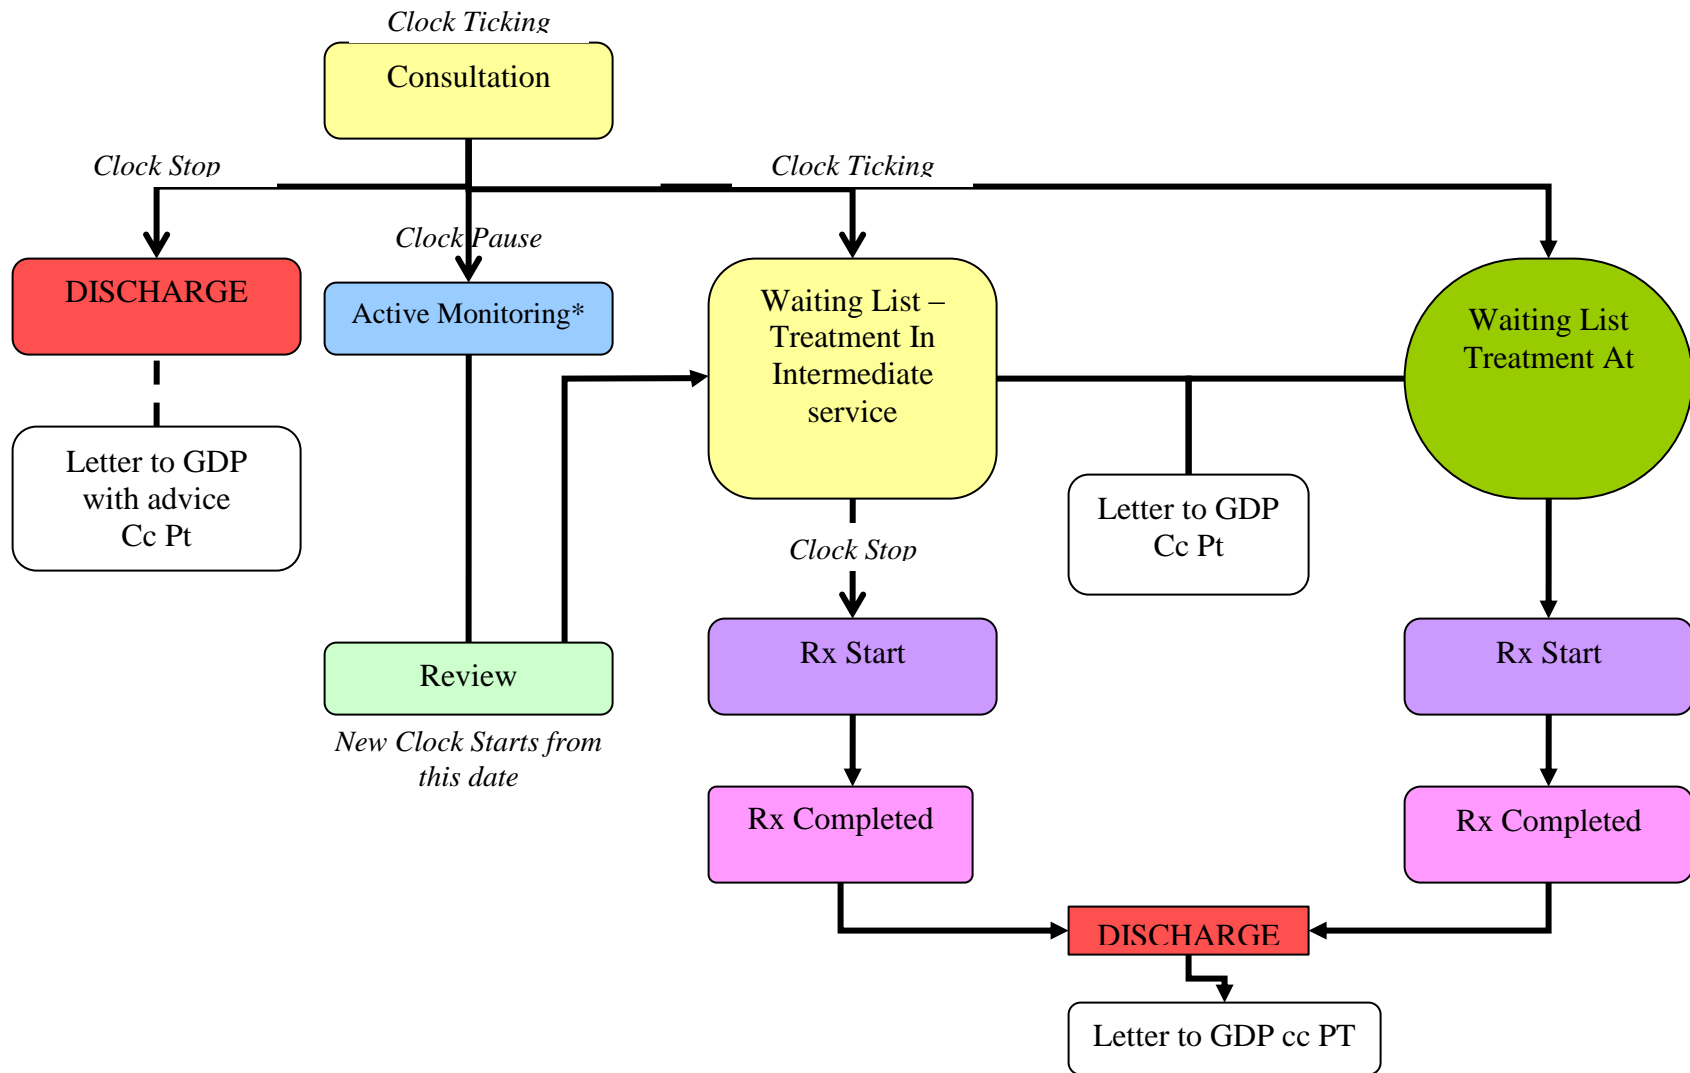 Clock Ticking
Consultation
Clock Stop
Clock Ticking
Clock Pause
DISCHARGE
Active Monitoring*
Waiting List –
Treatment In
Intermediate
service
Waiting List
Treatment At
Letter to GDP
with advice
Cc Pt
Letter to GDP
Cc Pt
Clock Stop
Review
Rx Start
Rx Start
New Clock Starts from
this date
Rx Completed
Rx Completed
DISCHARGE
Letter to GDP cc PT